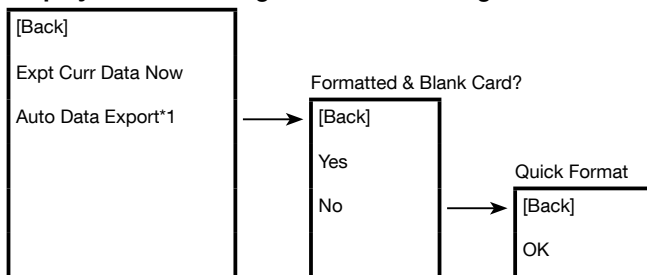 [Back]
Expt Curr Data Now
Auto Data Export*1
Formatted & Blank Card?
[Back]
Yes
No
Quick Format
[Back]
OK